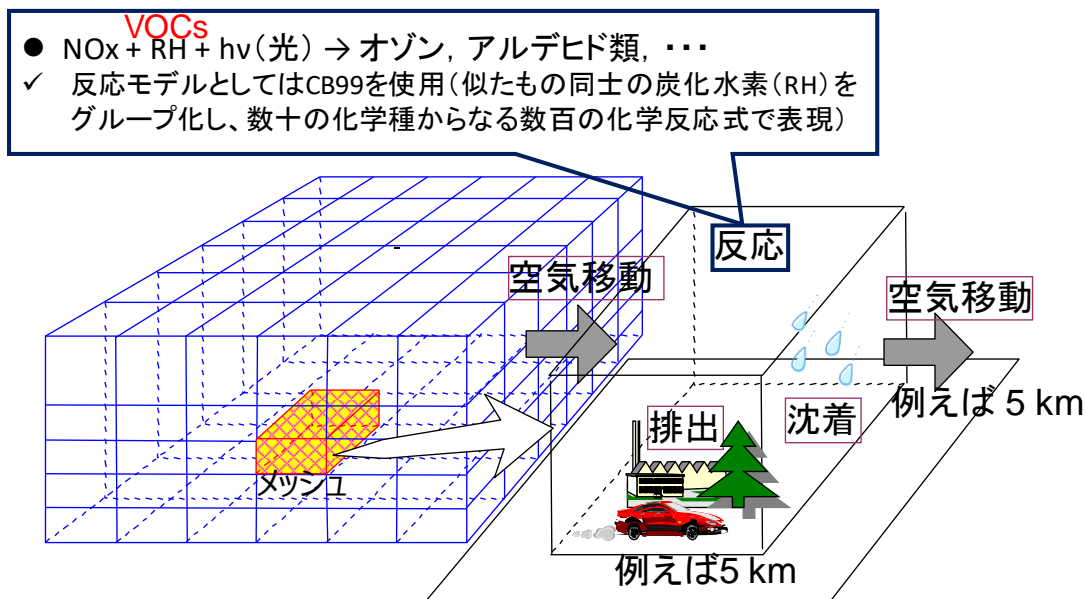 VOCs
● NOx + RH + hν(光) → オゾン, アルデヒド類, ・・・
✓ 反応モデルとしてはCB99を使用(似たもの同士の炭化水素(RH)を
グループ化し、数十の化学種からなる数百の化学反応式で表現)
反応
空気移動
空気移動
例えば 5 km
排出
沈着
メッシュ
例えば5 km